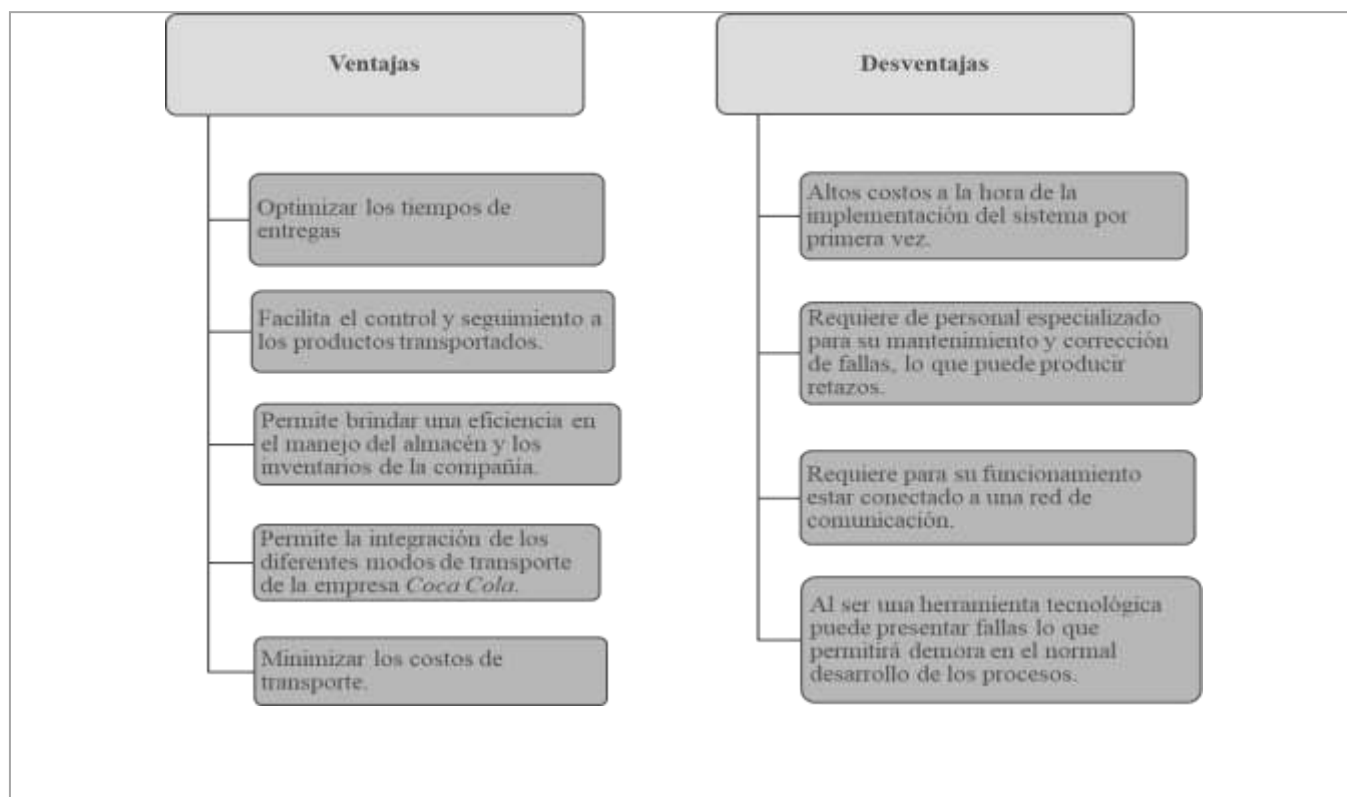 Ventajas
Optimizar los tiempos de
entregas
Facilita el control y seguimiento a
los productos transportados.
Permite brindar una eficiencia en
el manejo del almacén y los
inventarios de la compañía.
Permite la integración de los
diferentes modos de transporte
de la empresa Coca Cola.
Minimizar los costos de
transporte.
Desventajas
Altos costos a la hora de la
implementación del sistema por
primera vez.
Requiere de personal especializado
para su mantenimiento y corrección
de fallas, lo que puede producir
retazos.
Requiere para su funcionamiento
estar conectado a una red de
comunicación.
Al ser una herramienta tecnológica
puede presentar fallas lo que
permitirá demora en el normal
desarrollo de los procesos.